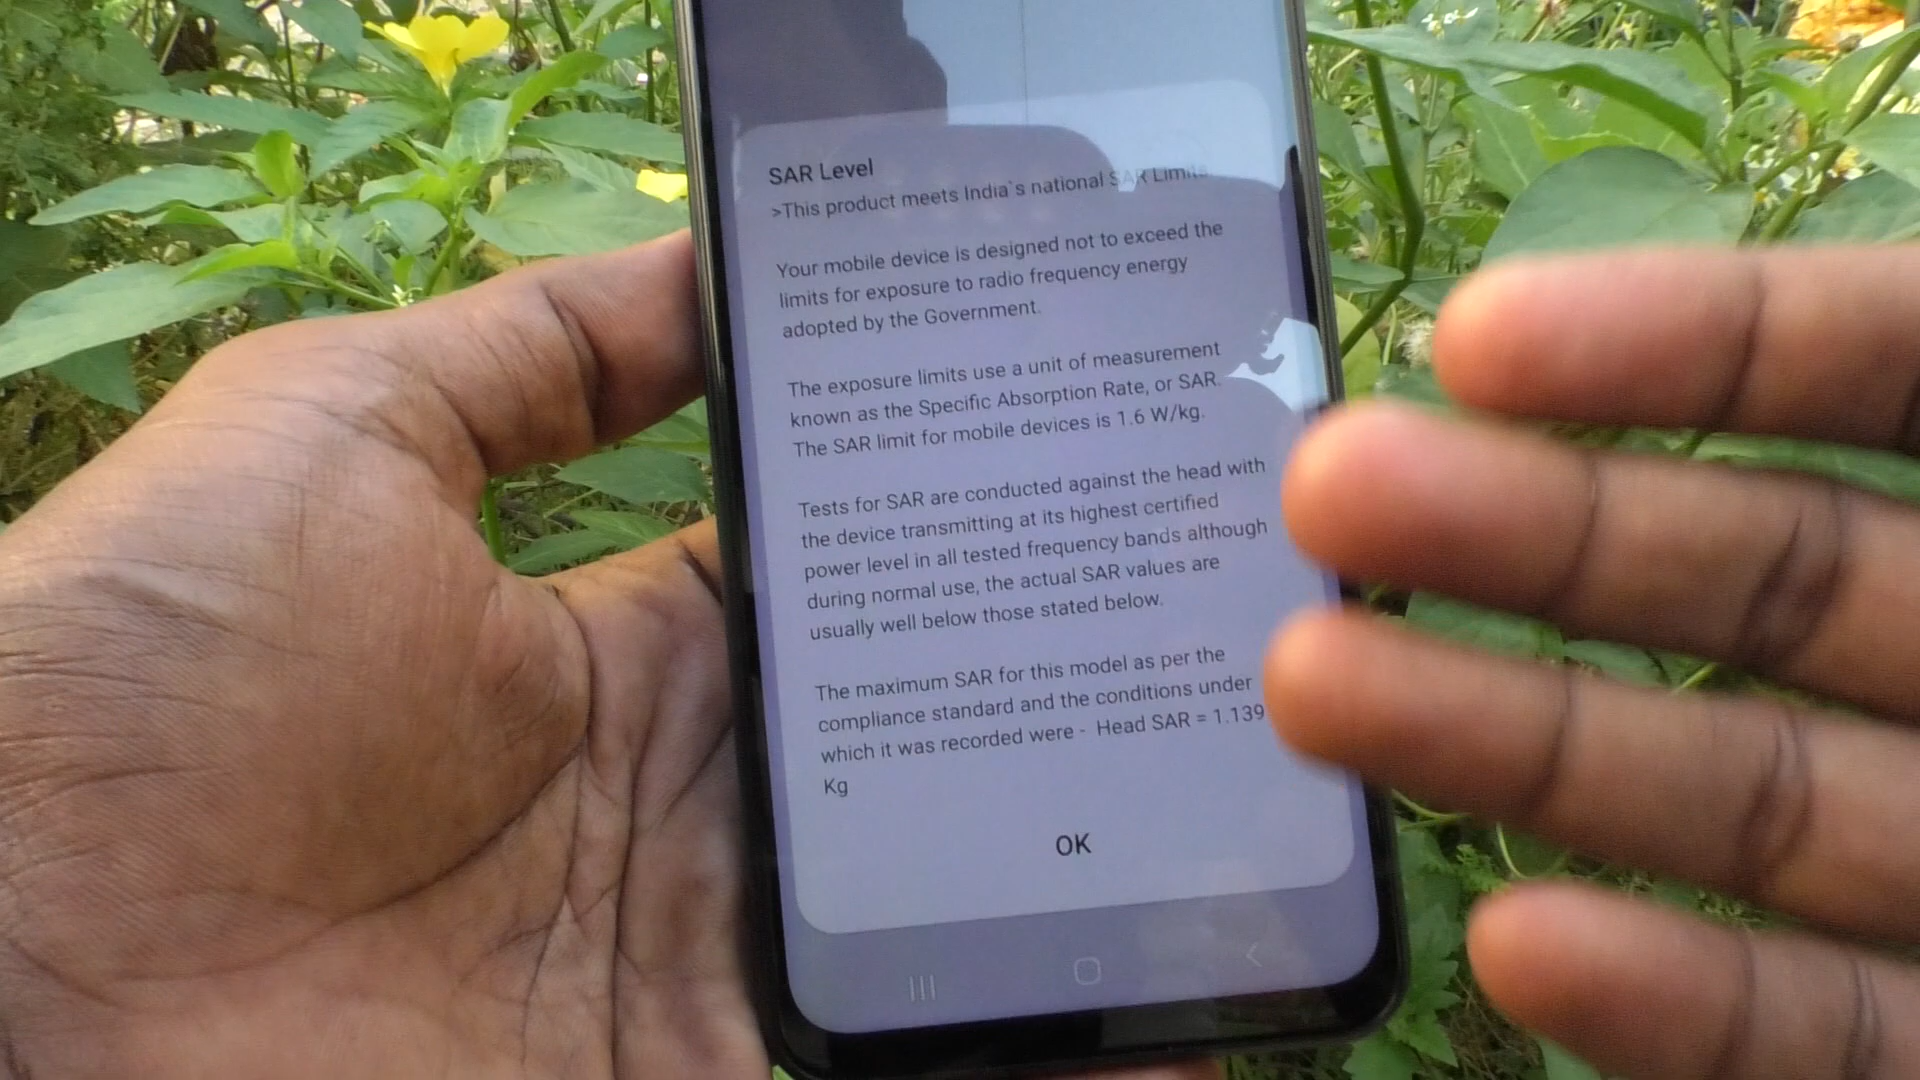 SAR Level
>This product meets India`s national SAR Limits.
Your mobile device is designed not to exceed the
limits for exposure to radio frequency energy
adopted by the Government.
The exposure limits use a unit of measurement
known as the Specific Absorption Rate, or SAR.
The SAR limit for mobile devices is 1.6 W/kg.
Tests for SAR are conducted against the head with
the device transmitting at its highest certified
power level in all tested frequency bands although
during normal use, the actual SAR values are
usually well below those stated below.
The maximum SAR for this model as per the
compliance standard and the conditions under
which it was recorded were - Head SAR = 1.139
Kg
OK